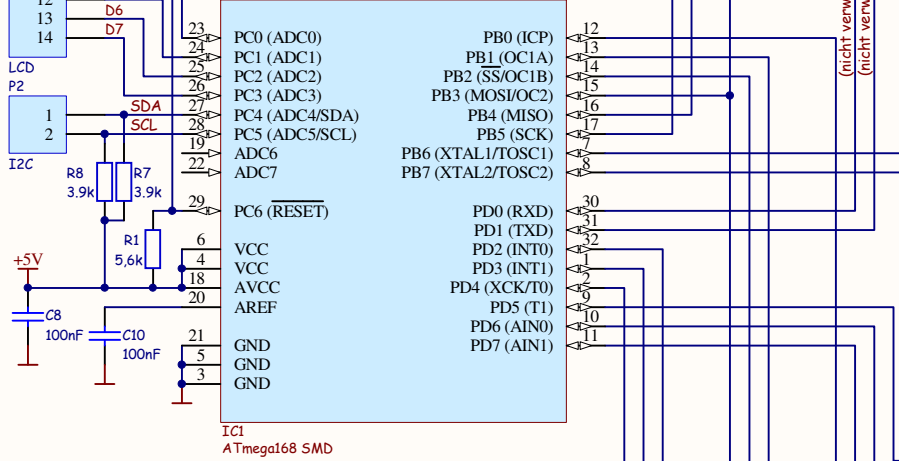 12
13 D6
14 D7
LCD
P2
1 SDA
2 SCL
I2C
R8
3.9k
R7
3.9k
R1
5,6k
+5V
C8
100nF
C10
100nF
23 PC0 (ADC0)
24 PC1 (ADC1)
25 PC2 (ADC2)
26 PC3 (ADC3)
27 PC4 (ADC4/SDA)
28 PC5 (ADC5/SCL)
19 ADC6
22 ADC7
29 PC6 (RESET)
6 VCC
4 VCC
18 AVCC
20 AREF
21 GND
5 GND
3 GND
PB0 (ICP) 12
PB1 (OC1A) 13
PB2 (SS/OC1B) 14
PB3 (MOSI/OC2) 15
PB4 (MISO) 16
PB5 (SCK) 17
PB6 (XTAL1/TOSC1) 7
PB7 (XTAL2/TOSC2) 8
PD0 (RXD) 30
PD1 (TXD) 31
PD2 (INT0) 32
PD3 (INT1) 1
PD4 (XCK/T0) 2
PD5 (T1) 9
PD6 (AIN0) 10
PD7 (AIN1) 11
(nicht verw
(nicht verw
IC1
ATmega168 SMD